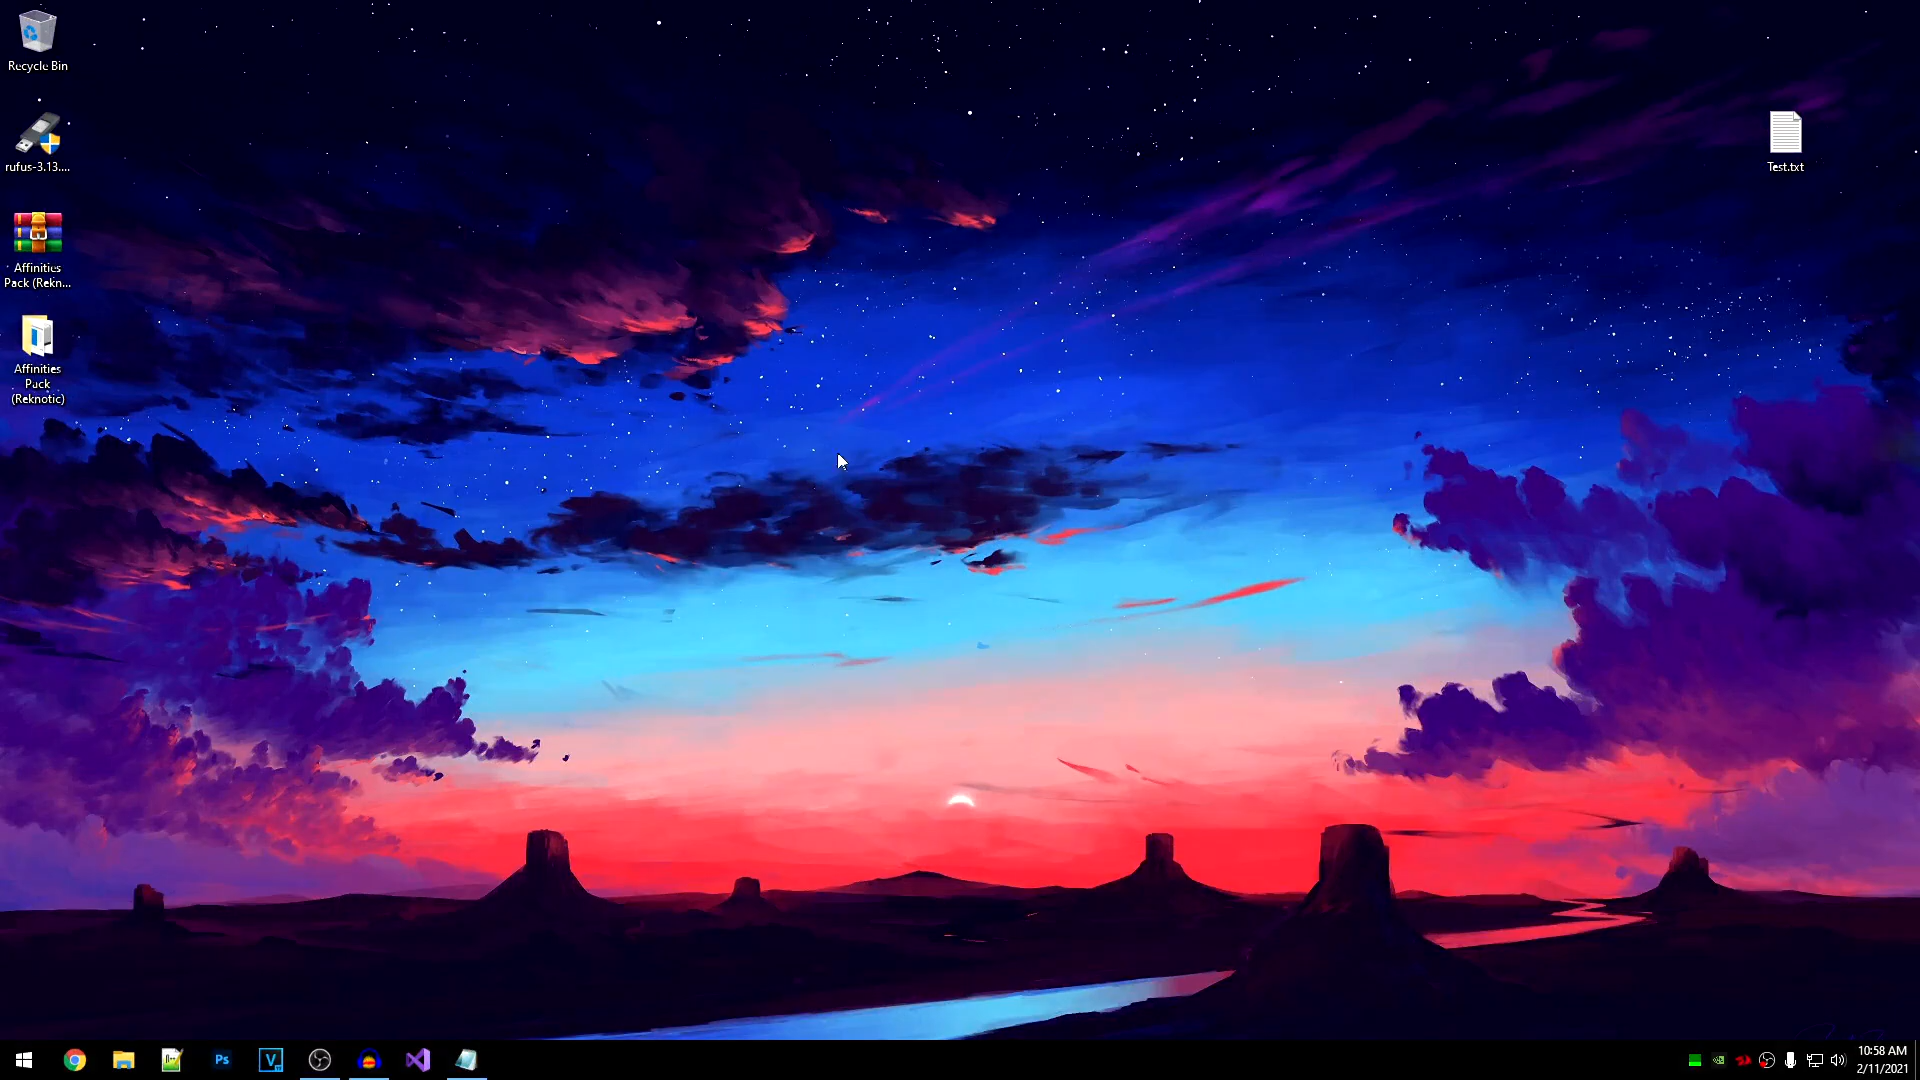 Recycle Bin
rufus-3.13....
Affinities
Pack (Rekn...
Affinities
Pack
(Reknotic)
Test.txt
Ps
V
10:58 AM
2/11/2021